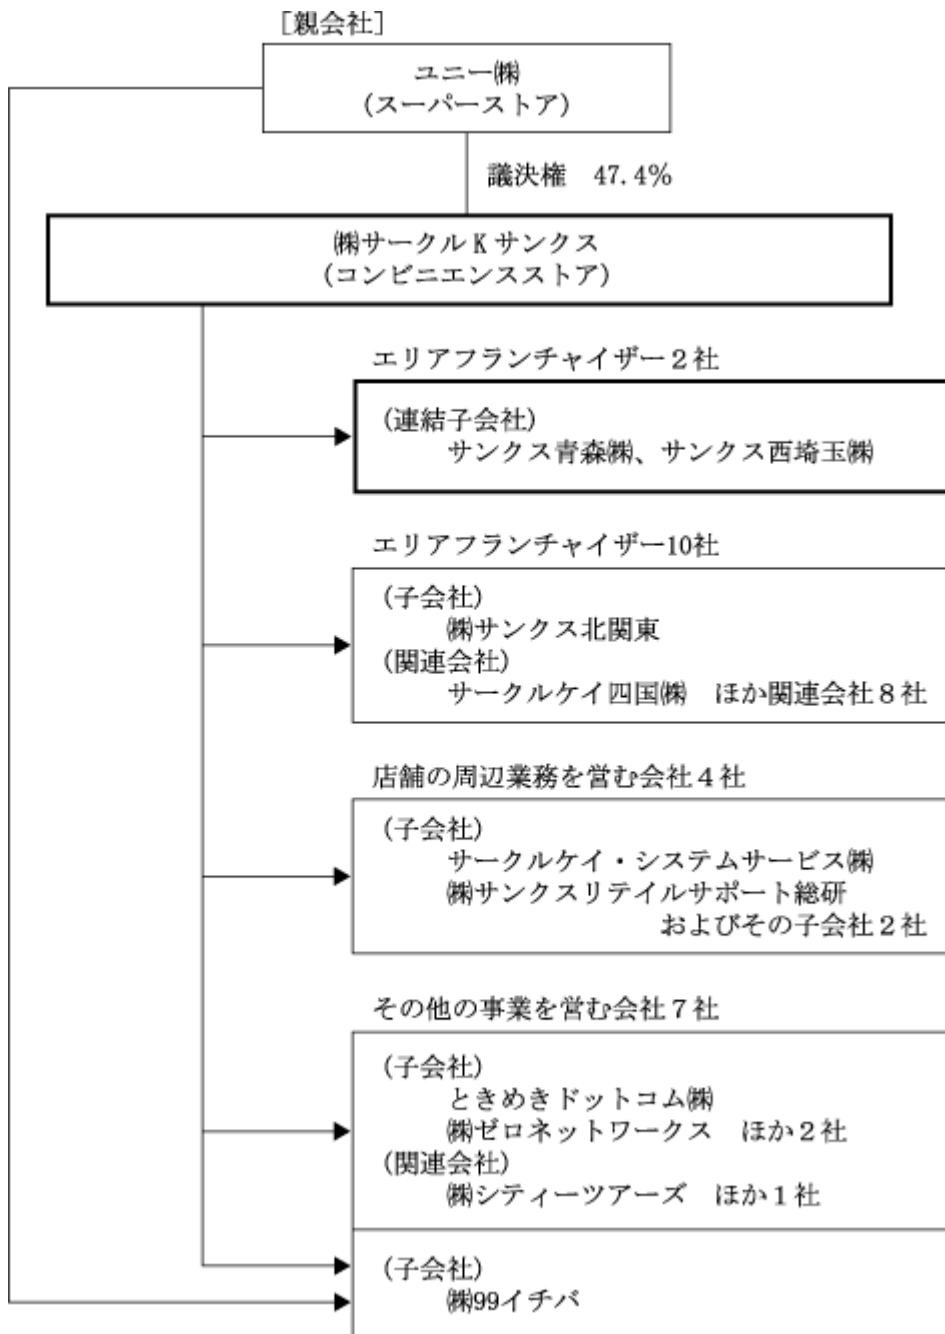 ［親会社］
ユニー㈱
（スーパーストア）
議決権　47.4％
㈱サークルＫサンクス
（コンビニエンスストア）
エリアフランチャイザー２社
（連結子会社）
サンクス青森㈱、サンクス西埼玉㈱
エリアフランチャイザー10社
（子会社）
㈱サンクス北関東
（関連会社）
サークルケイ四国㈱　ほか関連会社８社
店舗の周辺業務を営む会社４社
（子会社）
サークルケイ・システムサービス㈱
㈱サンクスリテイルサポート総研
およびその子会社２社
その他の事業を営む会社７社
（子会社）
ときめきドットコム㈱
㈱ゼロネットワークス　ほか２社
（関連会社）
㈱シティーツアーズ　ほか１社
（子会社）
㈱99イチバ